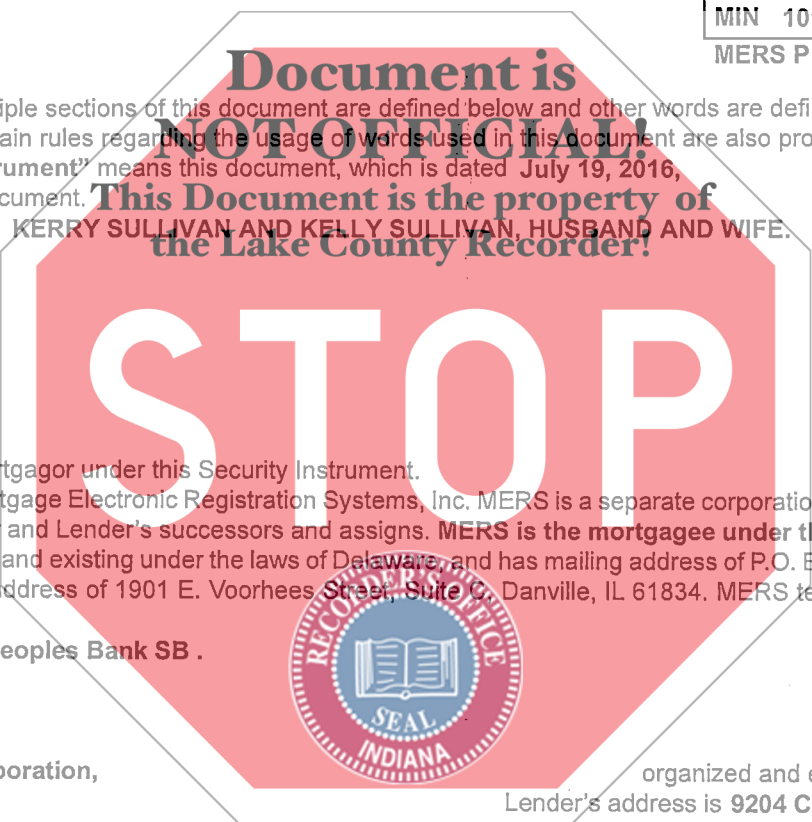 MIN 10
MERS P
Document is
iple sections of this document are defined below and other words are defi
NOT OFFICIAL!
ain rules regarding the usage of words used in this document are also pro
rument" means this document, which is dated July 19, 2016,
cument.
This Document is the property of
KERRY SULLIVAN AND KELLY SULLIVAN, HUSBAND AND WIFE.
the Lake County Recorder!
STOP
rtgagor under this Security Instrument.
tgage Electronic Registration Systems, Inc. MERS is a separate corporatio
and Lender's successors and assigns. MERS is the mortgagee under th
and existing under the laws of Delaware, and has mailing address of P.O. B
ddress of 1901 E. Voorhees Street, Suite C, Danville, IL 61834. MERS te
eoples Bank SB .
RECORDER'S OFFICE
SEAL
INDIANA
poration,
organized and e
Lender's address is 9204 C